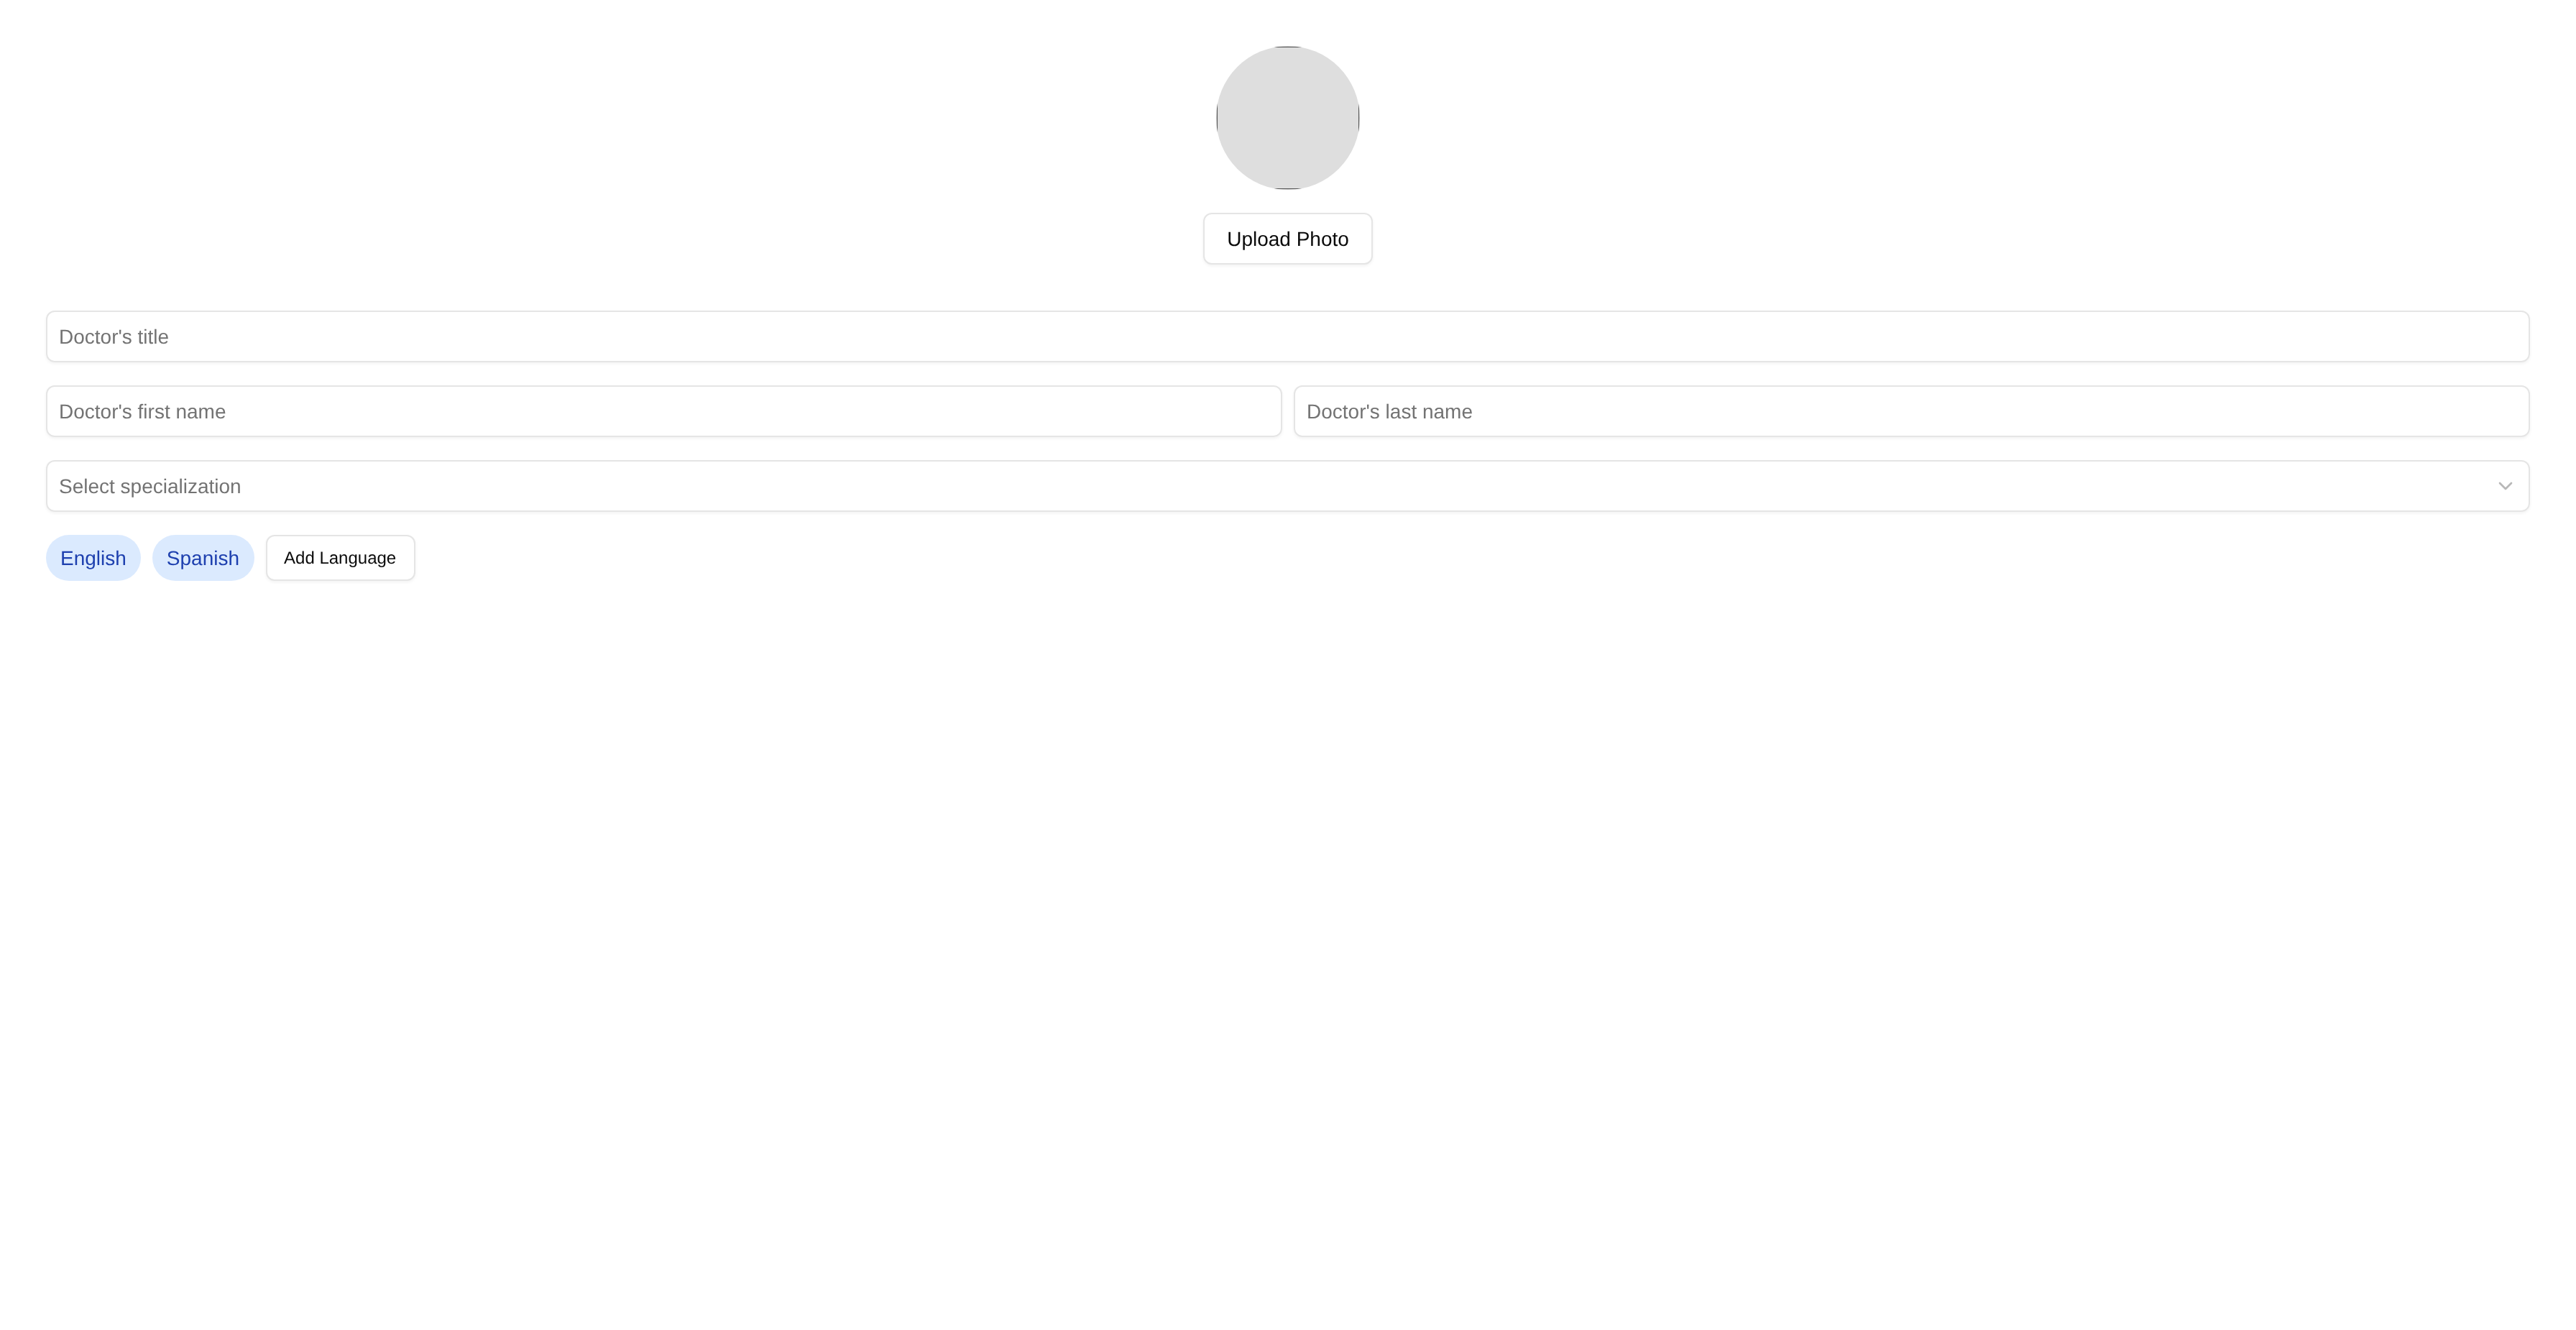 Upload Photo
Doctor's title
Doctor's first name Doctor's last name
Select specialization
English Spanish Add Language